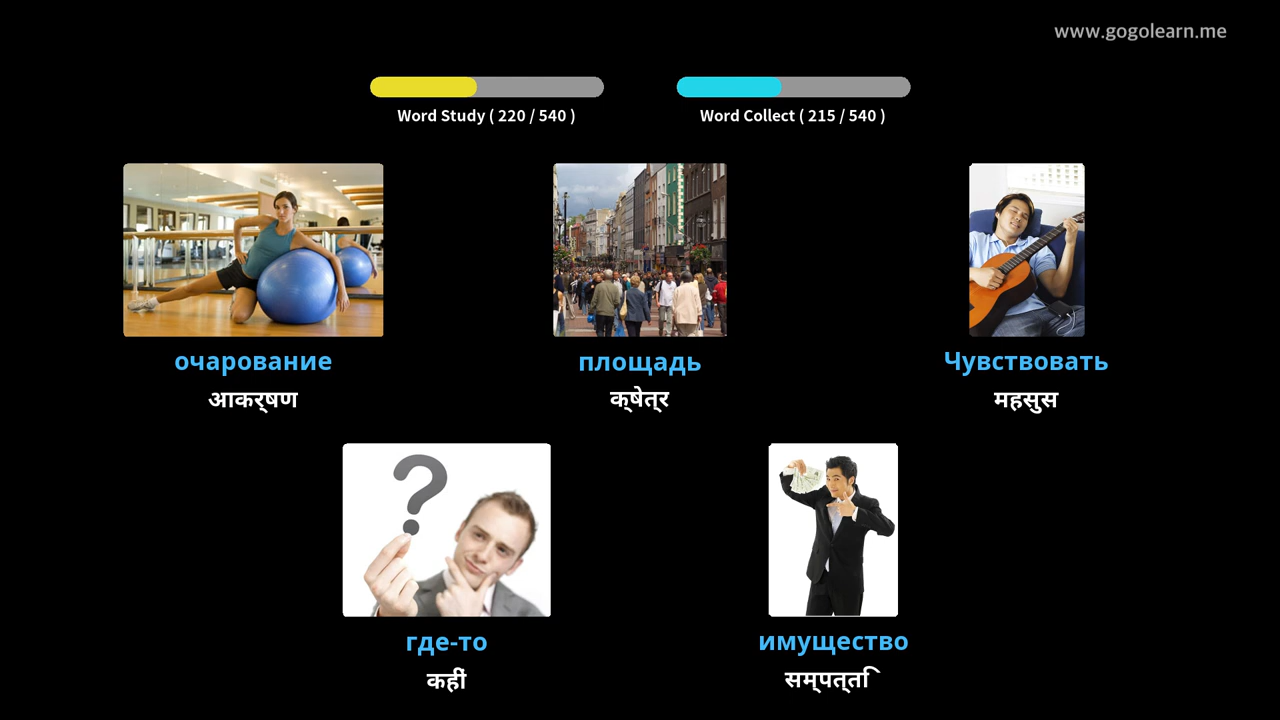 www.gogolearn.me
Word Study ( 220 / 540 )
Word Collect ( 215 / 540 )
очарование
आकर्षण
площадь
क्षेत्र
Чувствовать
महसुस
где-то
कहीं
имущество
सम्पत्ति